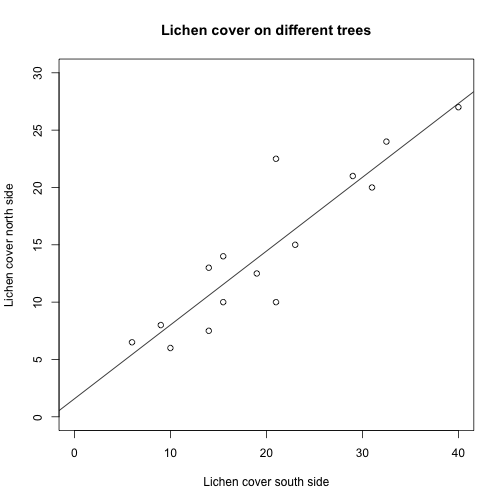 Lichen cover on different trees
Lichen cover north side
30
25
20
15
10
5
0
0 10 20 30 40
Lichen cover south side